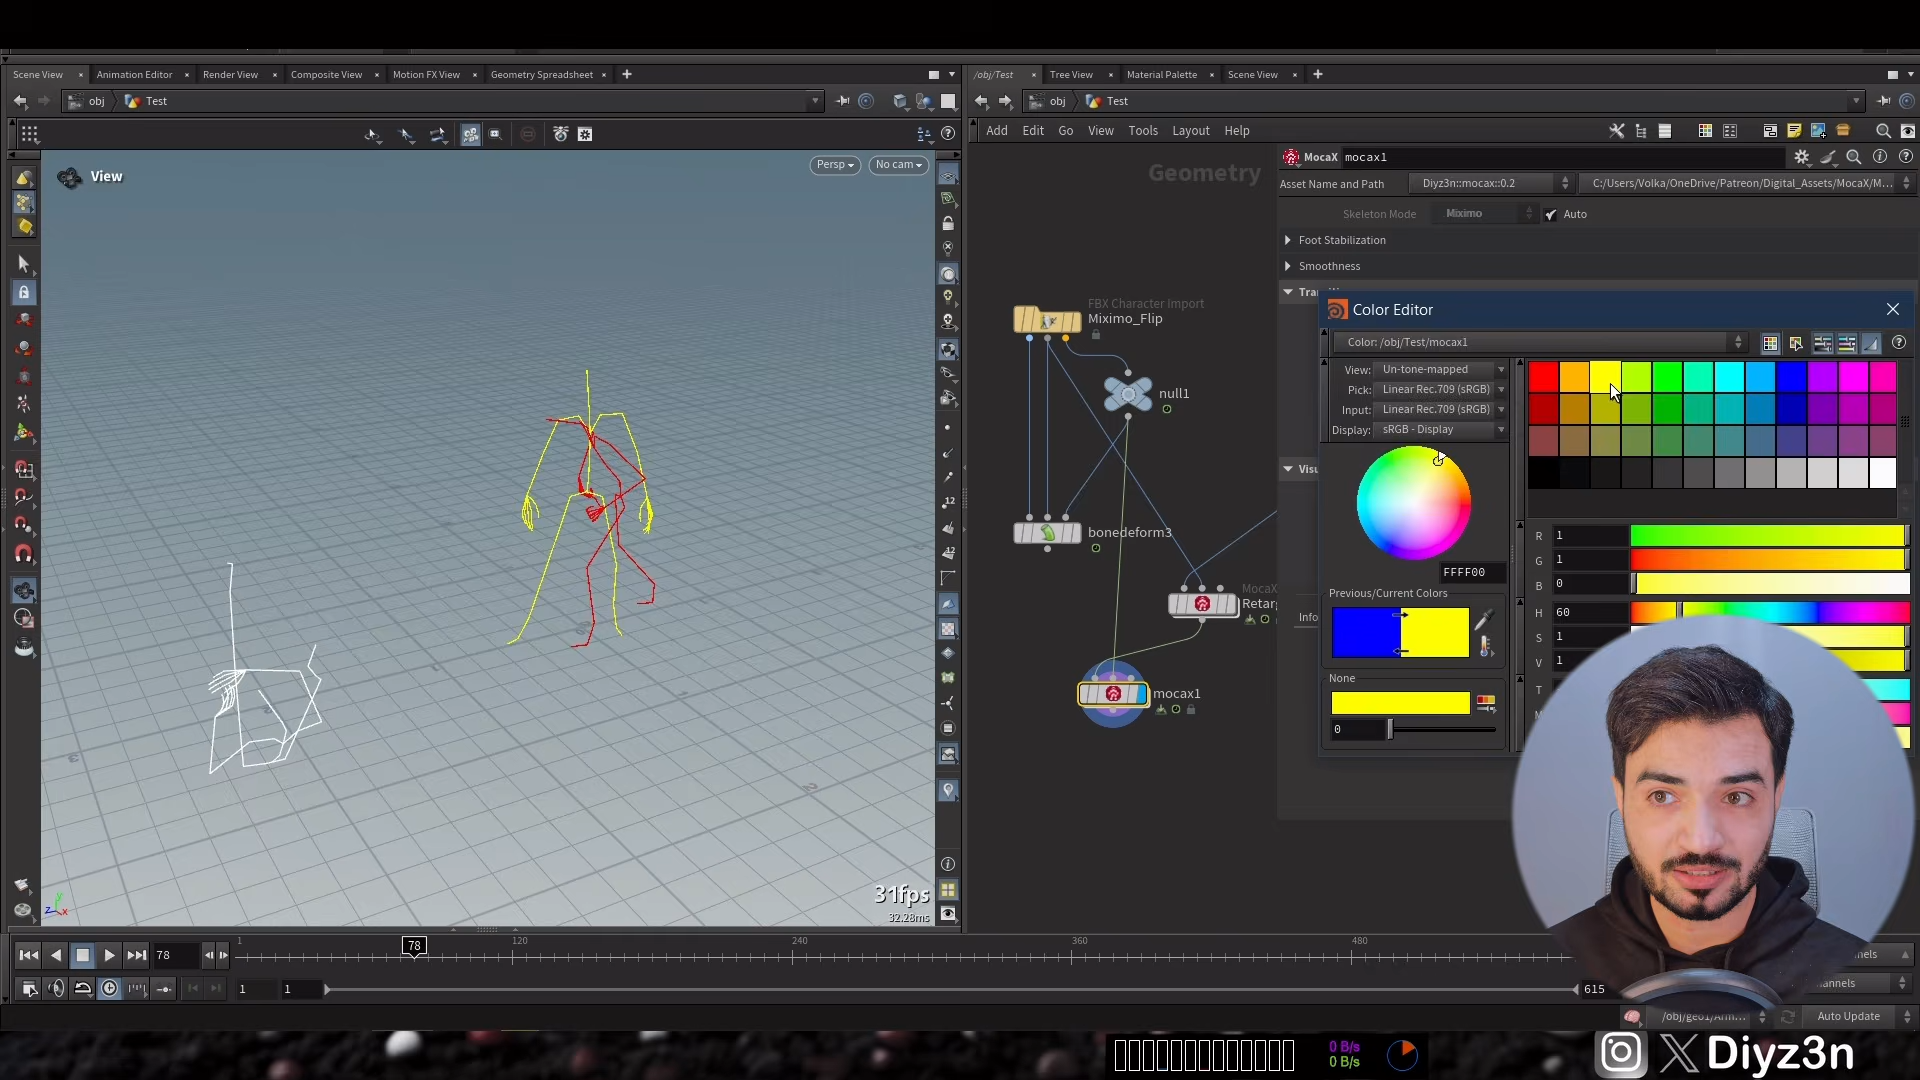 Scene View
Animation Editor
Render View
Composite View
Motion FX View
Geometry Spreadsheet
/obj/Test
Tree View
Material Palette
Scene View
obj
Test
obj
Test
Add Edit Go View Tools Layout Help
View
Persp
No cam
Geometry
MocaX
mocax1
Asset Name and Path
Diyz3n::mocax::0.2
C:/Users/Volka/OneDrive/Patreon/Digital_Assets/MocaX/M...
Skeleton Mode
Miximo
Auto
Foot Stabilization
Smoothness
FBX Character Import
Miximo_Flip
null1
bonedeform3
MocaX
mocax1
Info
Color Editor
Color: /obj/Test/mocax1
View: Un-tone-mapped
Pick: Linear Rec.709 (sRGB)
Input: Linear Rec.709 (sRGB)
Display: sRGB - Display
FFFF00
Previous/Current Colors
None
0
R 1
G 1
B 0
H 60
S 1
V 1
T
12
12
31fps
32.28ms
78
1
78
120
240
360
480
1
1
615
Auto Update
0 B/s
0 B/s
Diyz3n